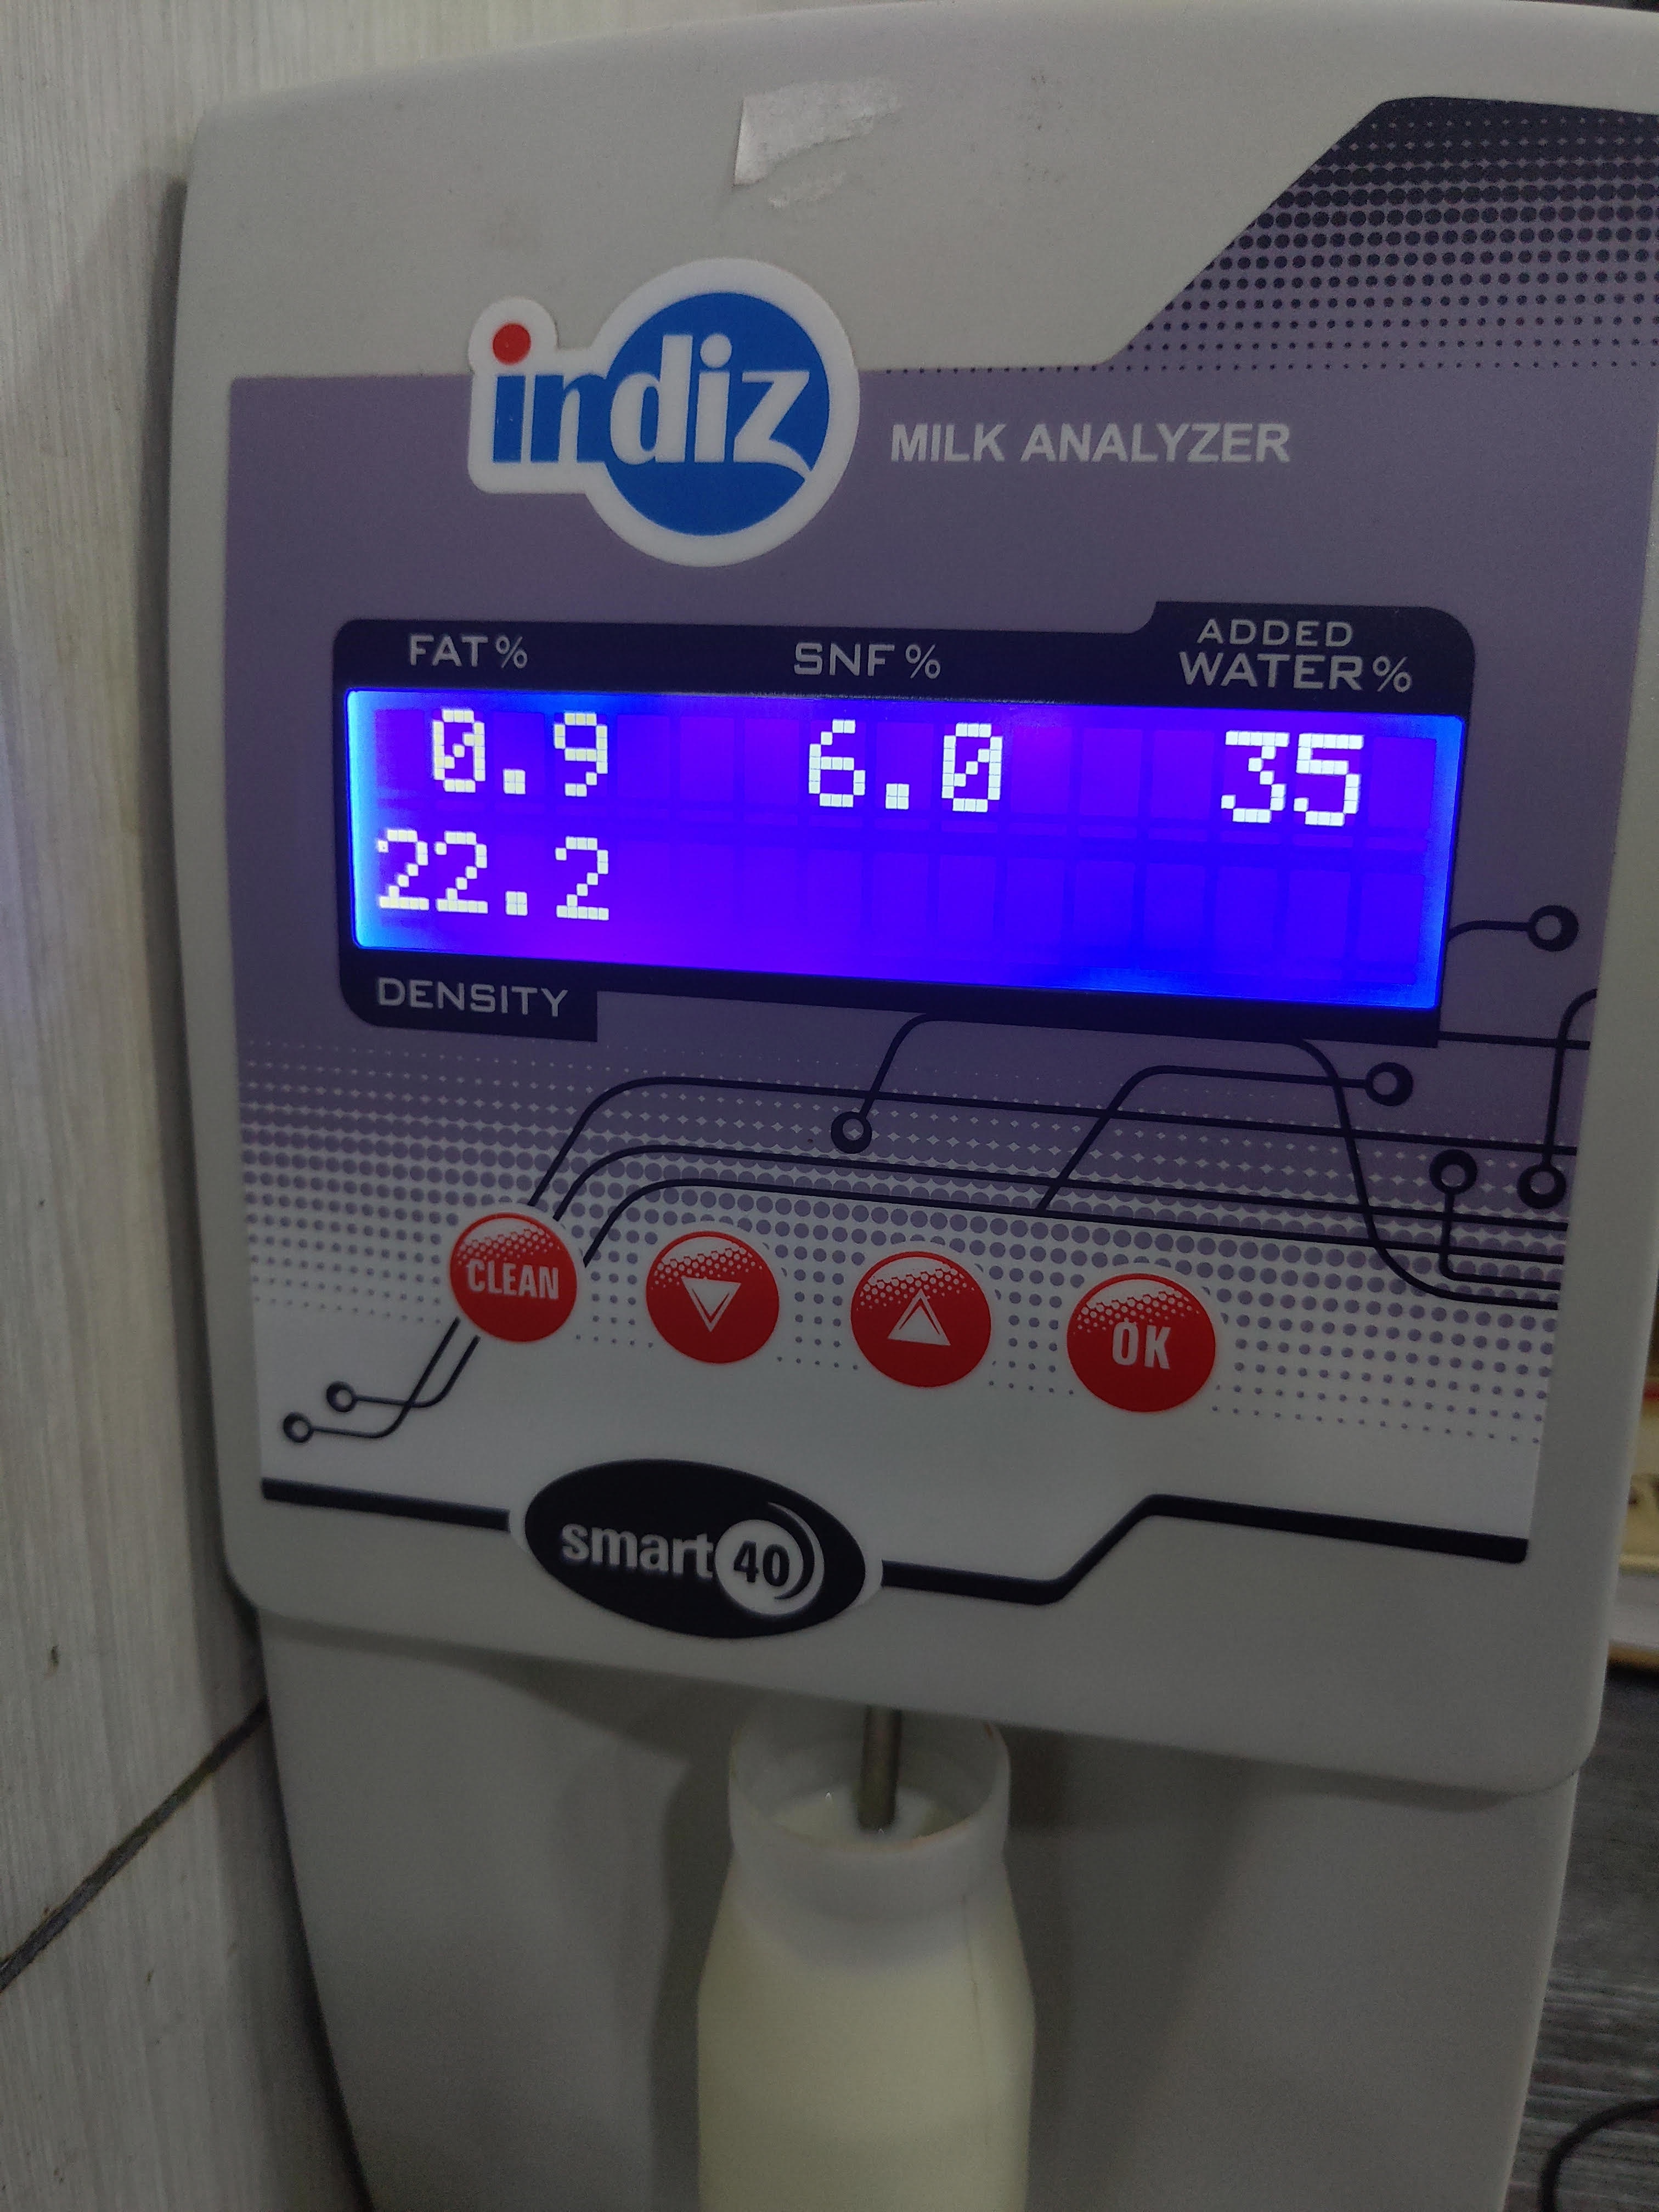 indiz
MILK ANALYZER
FAT % SNF % ADDED WATER %
0.9 6.0 35
22.2
DENSITY
CLEAN OK
smart 40